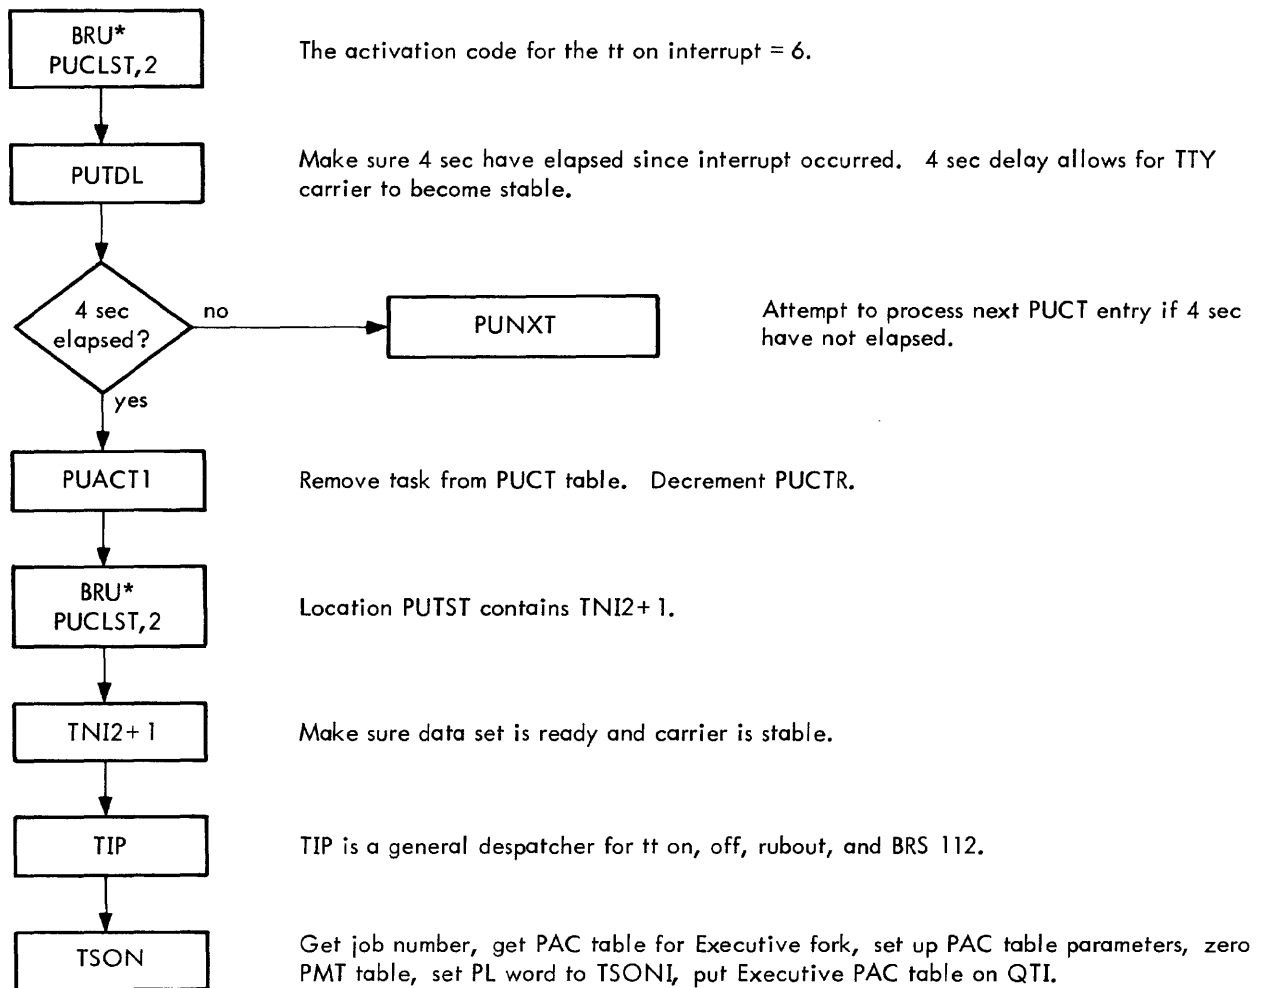 BRU*
PUCLST,2
The activation code for the tt on interrupt = 6.
PUTDL
Make sure 4 sec have elapsed since interrupt occurred. 4 sec delay allows for TTY
carrier to become stable.
4 sec
elapsed?
no
PUNXT
Attempt to process next PUCT entry if 4 sec
have not elapsed.
yes
PUACT1
Remove task from PUCT table. Decrement PUCTR.
BRU*
PUCLST,2
Location PUTST contains TNI2+1.
TNI2+1
Make sure data set is ready and carrier is stable.
TIP
TIP is a general despatcher for tt on, off, rubout, and BRS 112.
TSON
Get job number, get PAC table for Executive fork, set up PAC table parameters, zero
PMT table, set PL word to TSONI, put Executive PAC table on QTI.